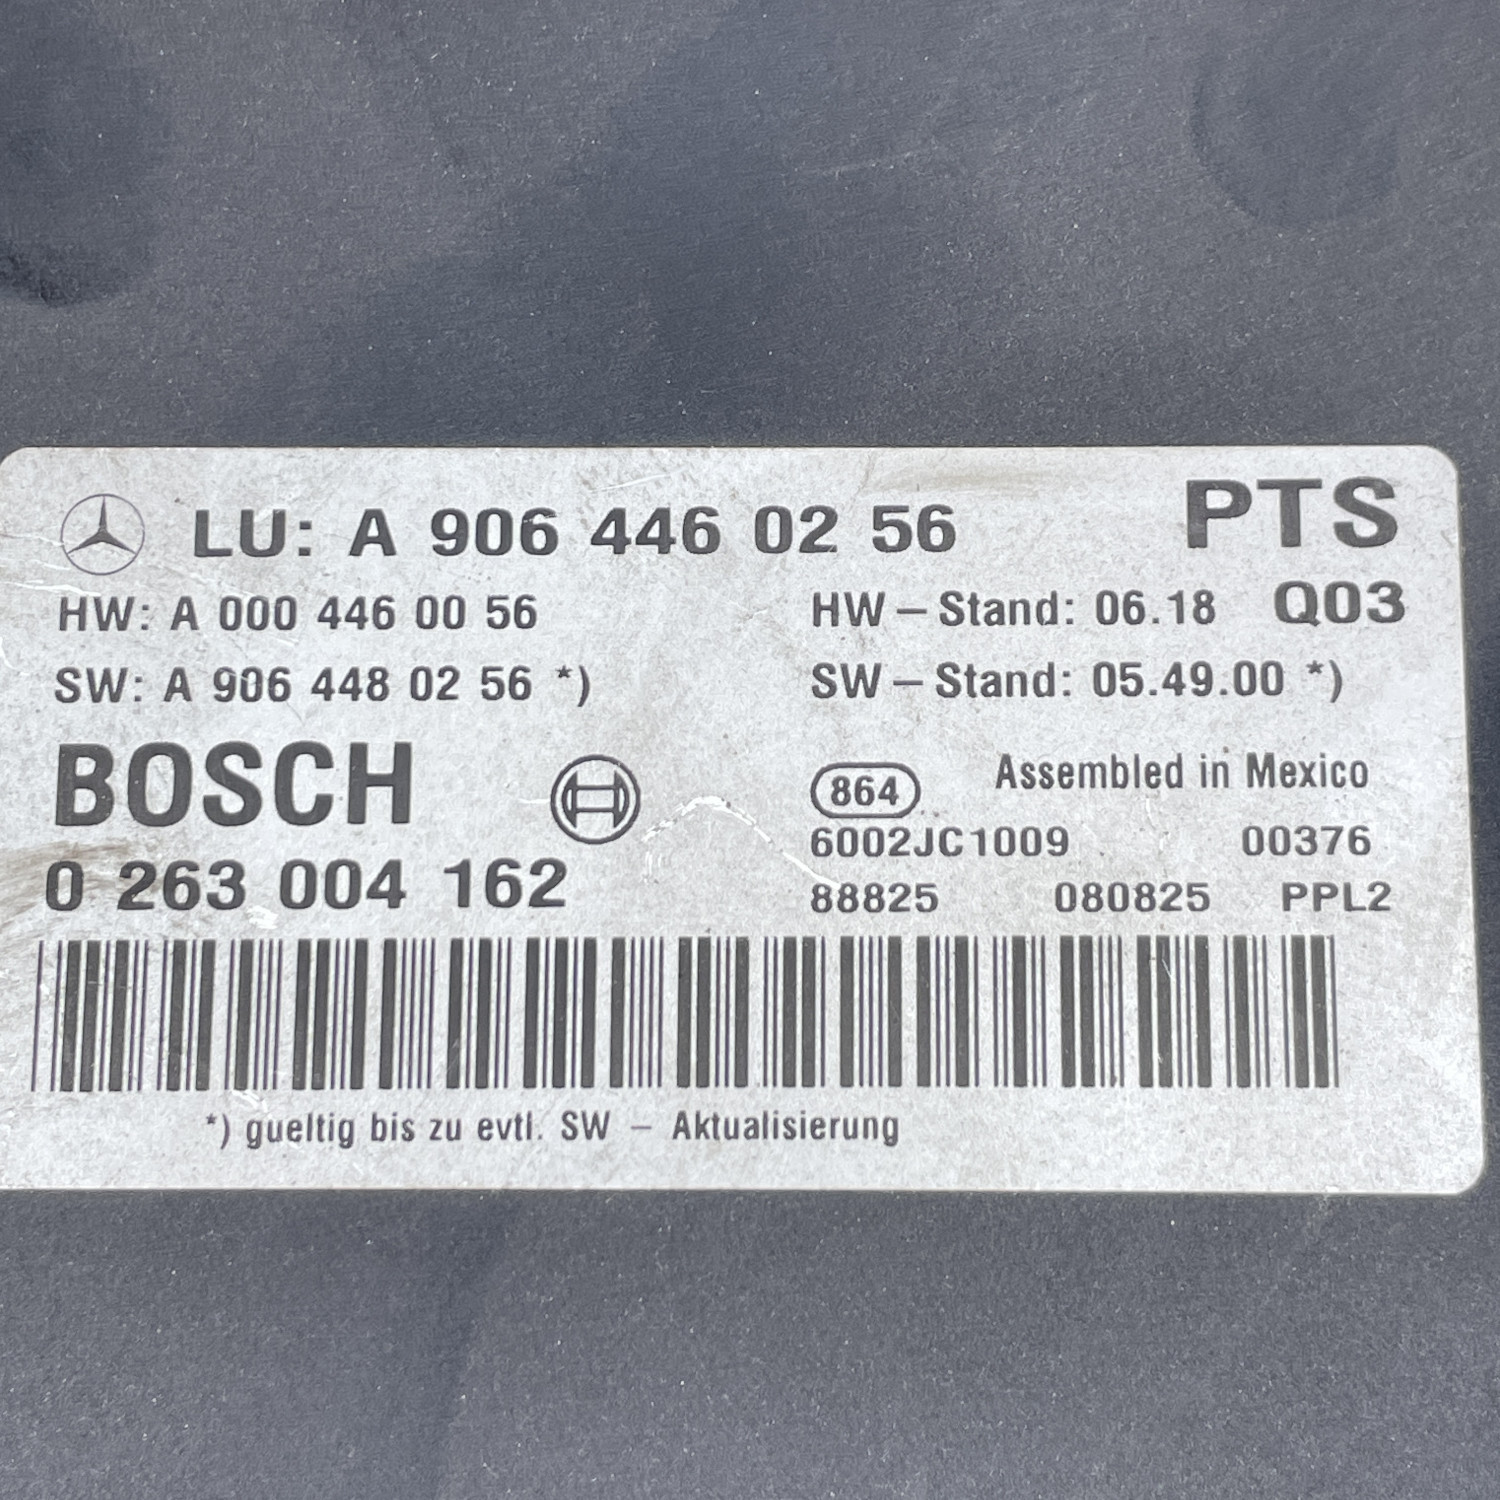 LU: A 906 446 02 56 PTS
HW: A 000 446 00 56 HW – Stand: 06.18 Q03
SW: A 906 448 02 56 *) SW – Stand: 05.49.00 *)
BOSCH 864 Assembled in Mexico
6002JC1009 00376
0 263 004 162 88825 080825 PPL2
*) gueltig bis zu evtl. SW – Aktualisierung